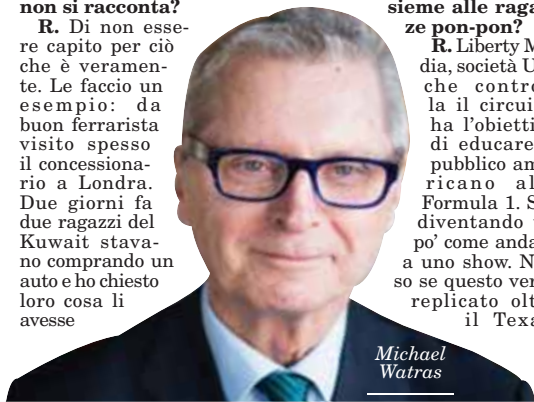 non si racconta?
R. Di non esse-
re capito per ciò
che è veramen-
te. Le faccio un
esempio: da
buon ferrarista
visito spesso
il concessiona-
rio a Londra.
Due giorni fa
due ragazzi del
Kuwait stava-
no comprando un
auto e ho chiesto
loro cosa li
avesse
sieme alle raga
ze pon-pon?
R. Liberty M
dia, società U
che contro
la il circui
ha l'obietti
di educare
pubblico am
ricano al
Formula 1. S
diventando
po' come anda
a uno show. N
so se questo ver
replicato olt
il Texa
Michael
Watras